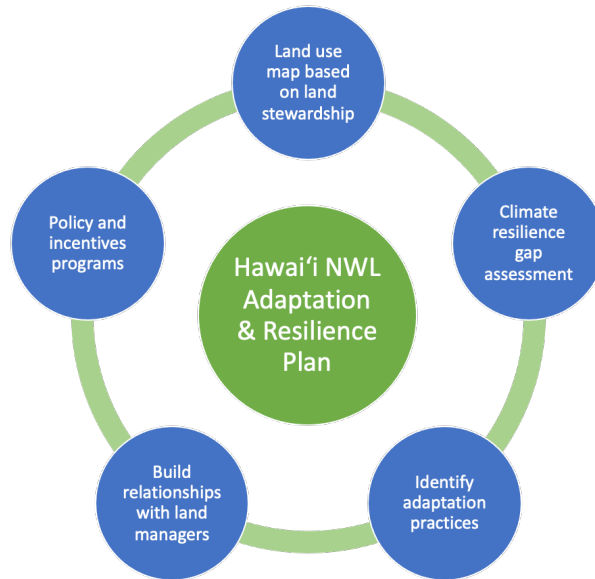 Land use
map based
on land
stewardship
Climate
resilience
gap
assessment
Identify
adaptation
practices
Build
relationships
with land
managers
Policy and
incentives
programs
Hawaiʻi NWL
Adaptation
& Resilience
Plan